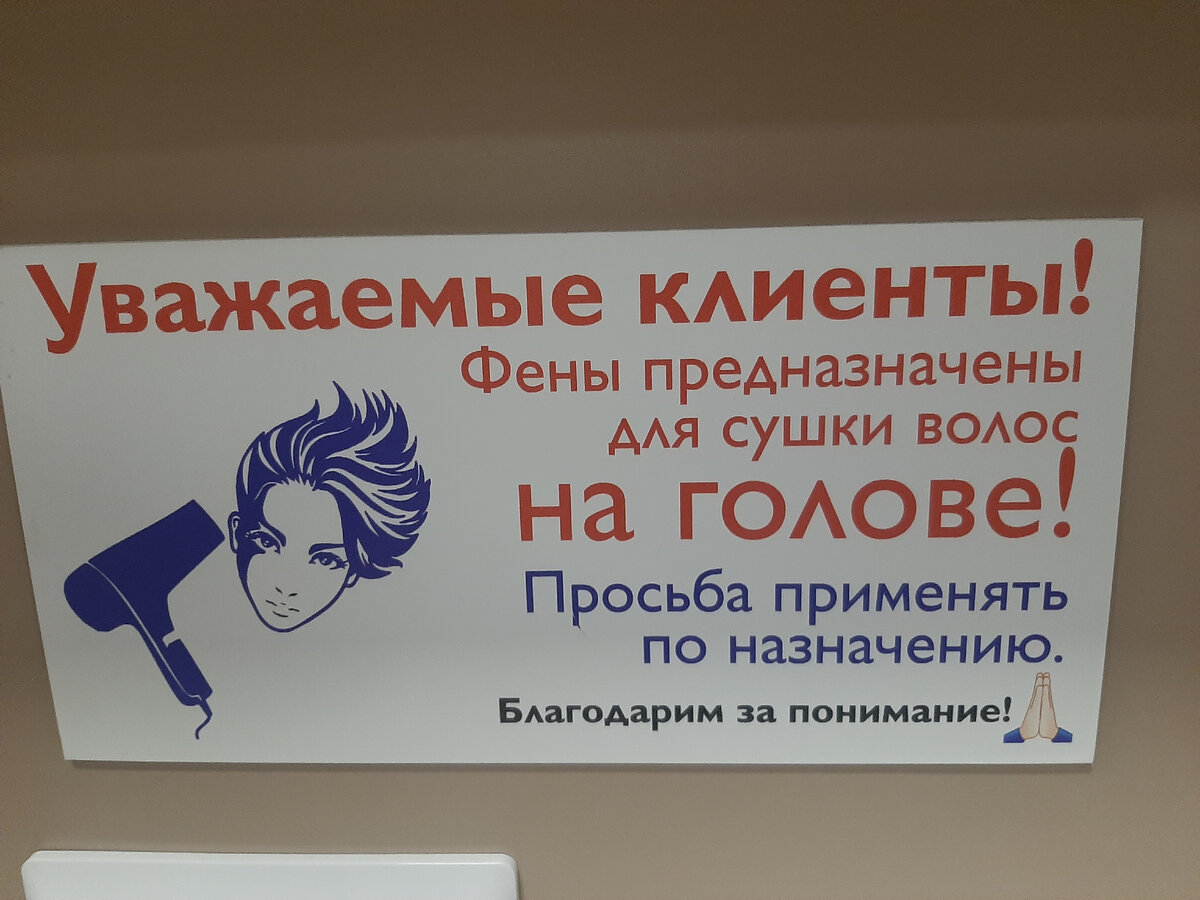 Уважаемые клиенты!
Фены предназначены
для сушки волос
на голове!
Просьба применять
по назначению.
Благодарим за понимание!